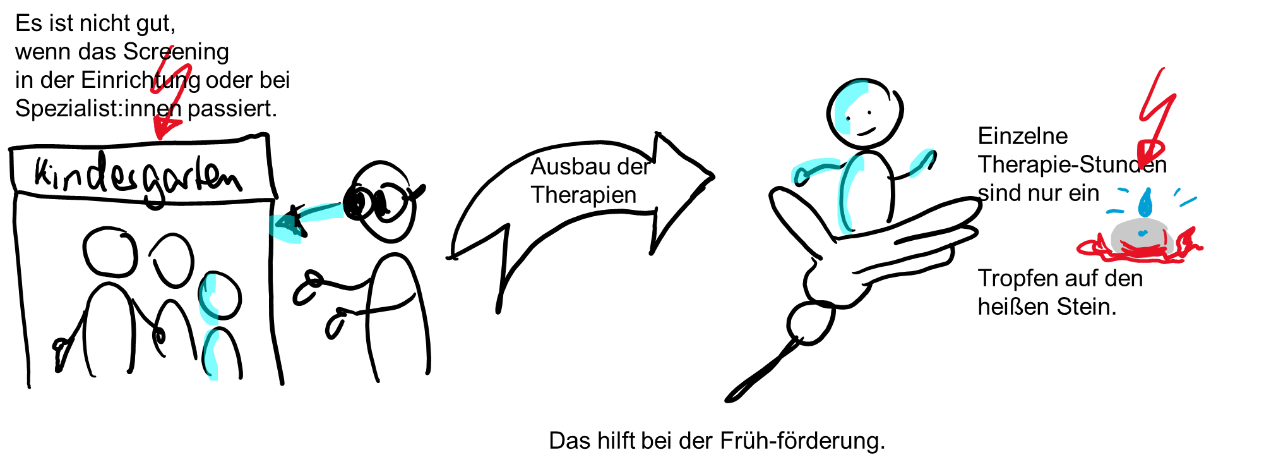 Es ist nicht gut,
wenn das Screening
in der Einrichtung oder bei
Spezialist:innen passiert.
Kindergarten
Ausbau der
Therapien
Einzelne
Therapie-Stunden
sind nur ein
Tropfen auf den
heißen Stein.
Das hilft bei der Früh-förderung.